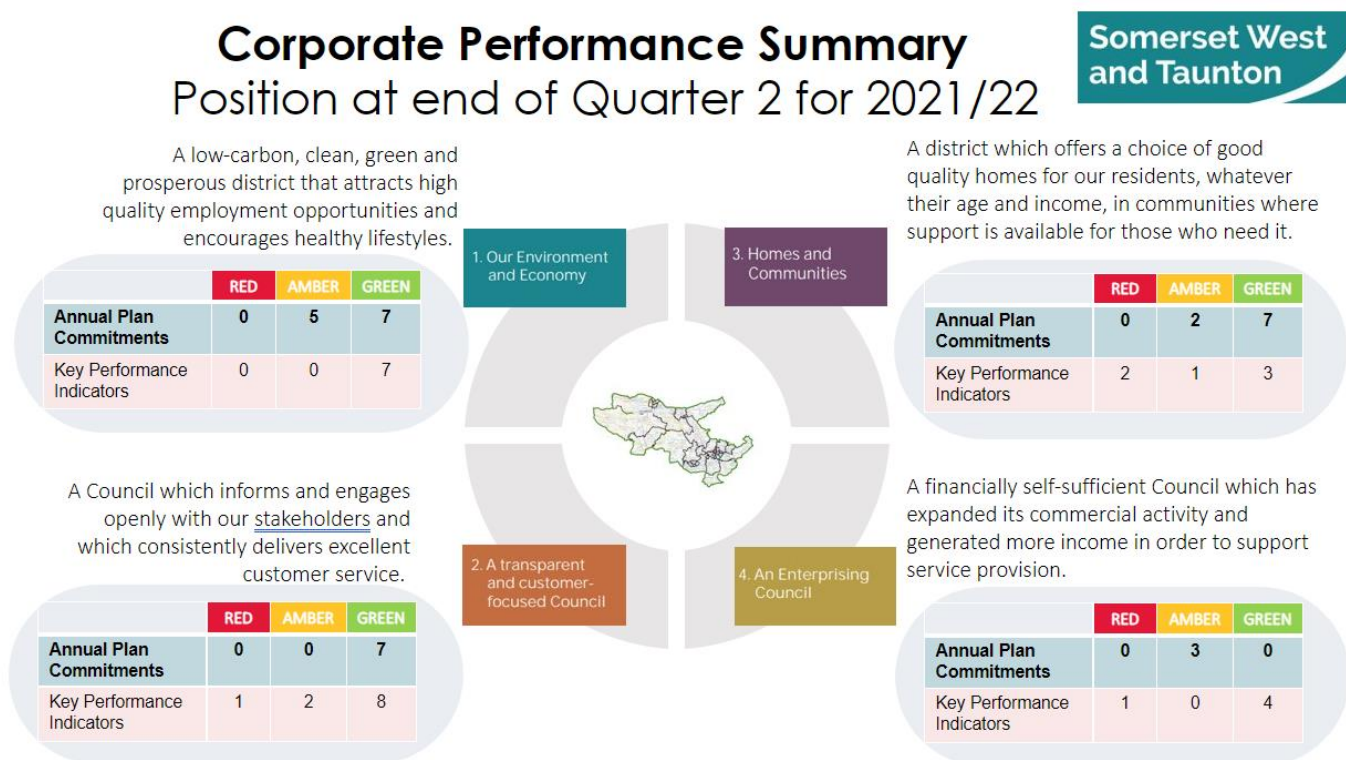 Corporate Performance Summary
Position at end of Quarter 2 for 2021/22
Somerset West
and Taunton
A low-carbon, clean, green and
prosperous district that attracts high
quality employment opportunities and
encourages healthy lifestyles.
RED AMBER GREEN
Annual Plan
Commitments 0 5 7
Key Performance
Indicators 0 0 7
1. Our Environment
and Economy
3. Homes and
Communities
A district which offers a choice of good
quality homes for our residents, whatever
their age and income, in communities where
support is available for those who need it.
RED AMBER GREEN
Annual Plan
Commitments 0 2 7
Key Performance
Indicators 2 1 3
A Council which informs and engages
openly with our stakeholders and
which consistently delivers excellent
customer service.
RED AMBER GREEN
Annual Plan
Commitments 0 0 7
Key Performance
Indicators 1 2 8
2. A transparent
and customer-
focused Council
4. An Enterprising
Council
A financially self-sufficient Council which has
expanded its commercial activity and
generated more income in order to support
service provision.
RED AMBER GREEN
Annual Plan
Commitments 0 3 0
Key Performance
Indicators 1 0 4